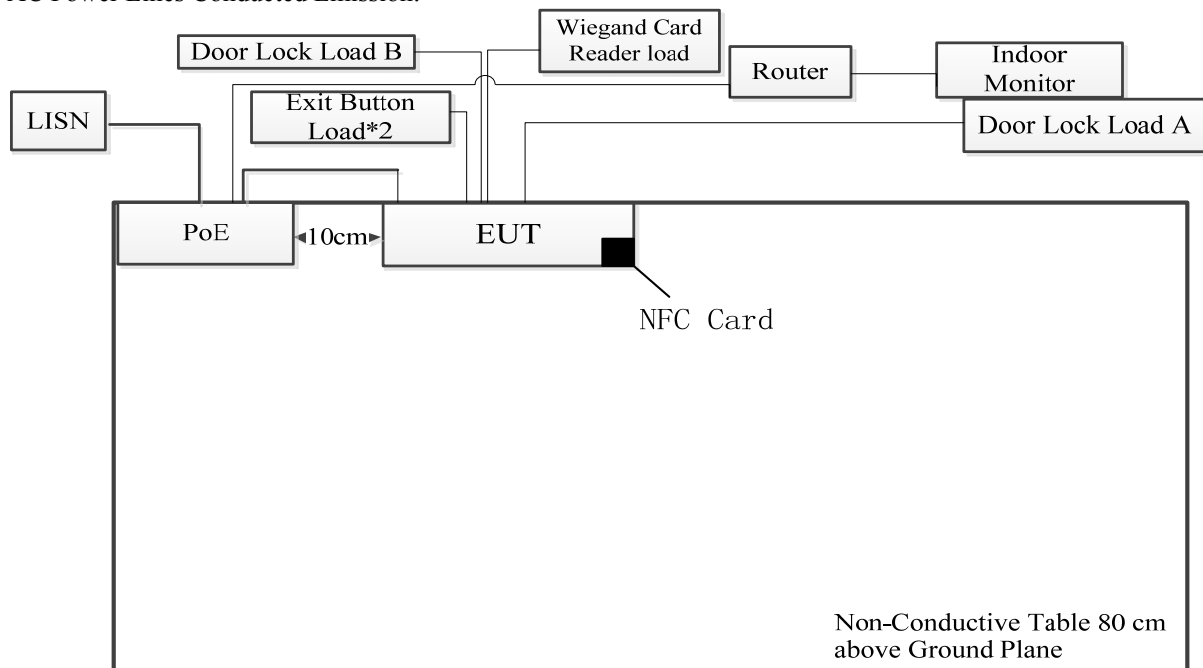 AC Power Lines Conducted Emission:
Wiegand Card
Reader load
Door Lock Load B
Router
Indoor
Monitor
LISN
Exit Button
Load*2
Door Lock Load A
PoE
10cm
EUT
NFC Card
Non-Conductive Table 80 cm
above Ground Plane